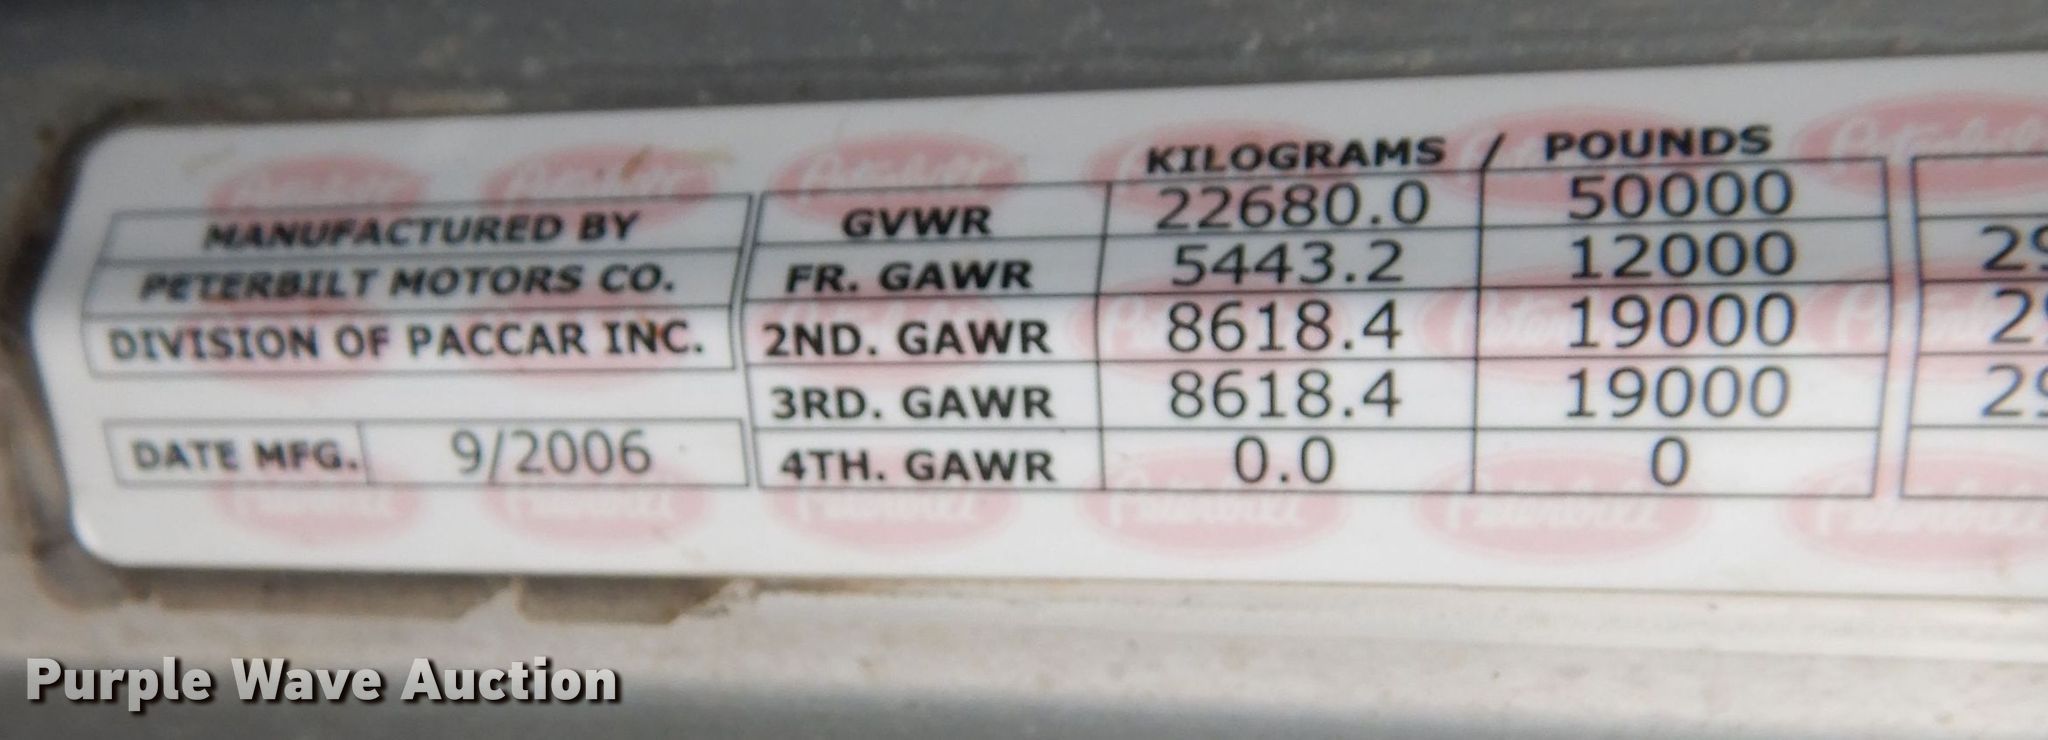 KILOGRAMS / POUNDS
MANUFACTURED BY
PETERBILT MOTORS CO.
DIVISION OF PACCAR INC.
DATE MFG. 9/2006
GVWR 22680.0 50000
FR. GAWR 5443.2 12000
2ND. GAWR 8618.4 19000
3RD. GAWR 8618.4 19000
4TH. GAWR 0.0 0
Purple Wave Auction